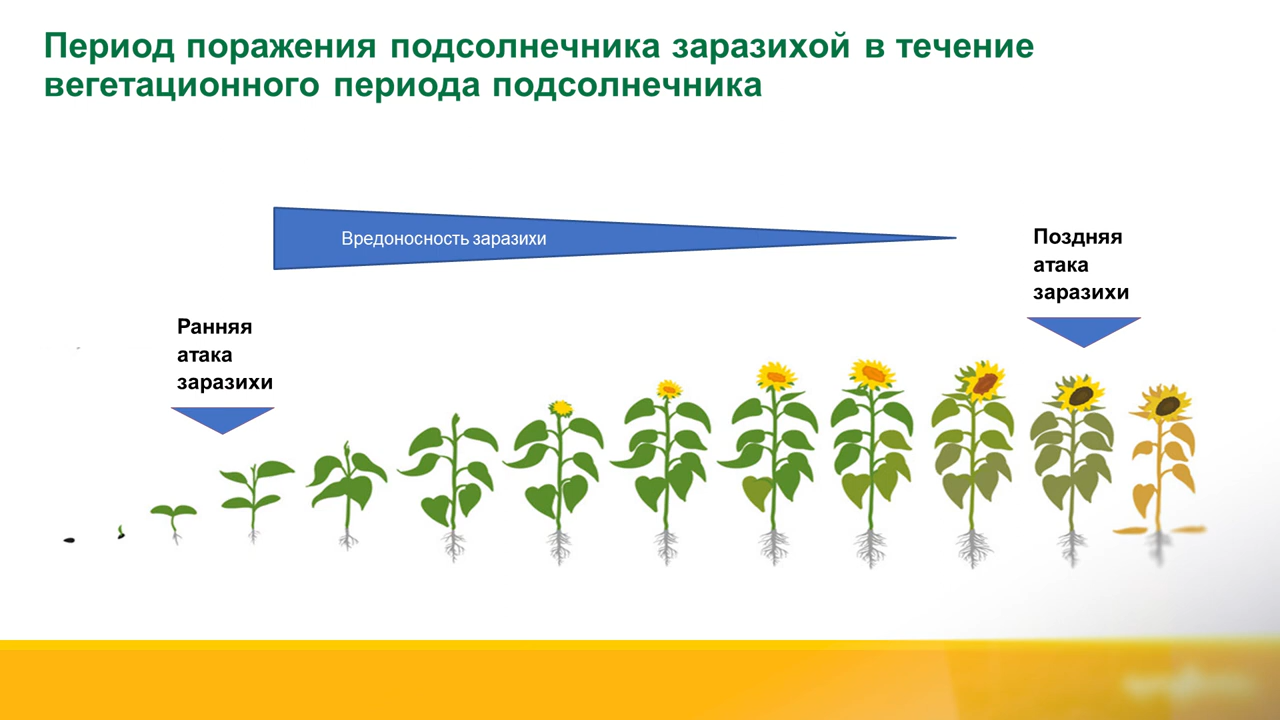 Период поражения подсолнечника заразихой в течение
вегетационного периода подсолнечника
Вредоносность заразихи
Поздняя
атака
заразихи
Ранняя
атака
заразихи